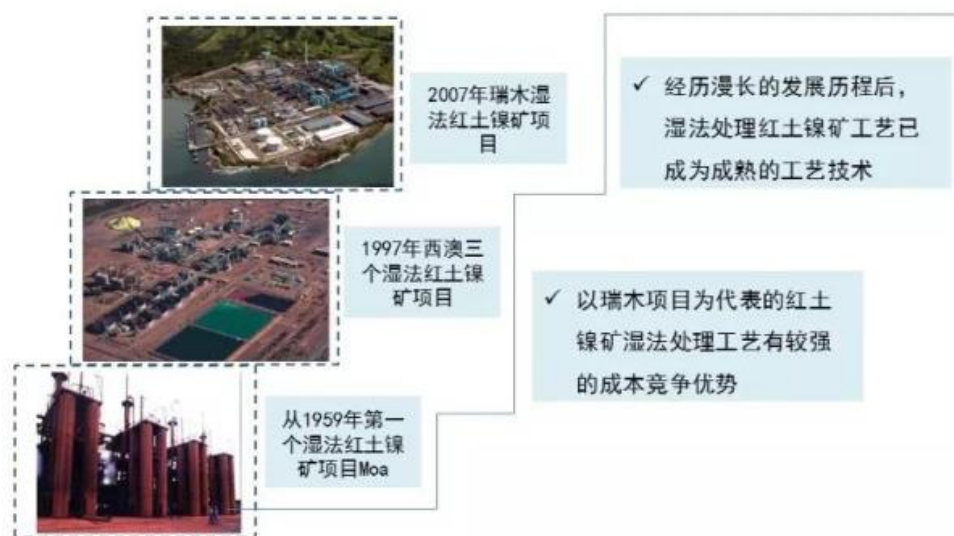 2007年瑞木湿
法红土镍矿项
目
✓ 经历漫长的发展历程后，
湿法处理红土镍矿工艺已
成为成熟的工艺技术
1997年西澳三
个湿法红土镍
矿项目
✓ 以瑞木项目为代表的红土
镍矿湿法处理工艺有较强
的成本竞争优势
从1959年第一
个湿法红土镍
矿项目Moa